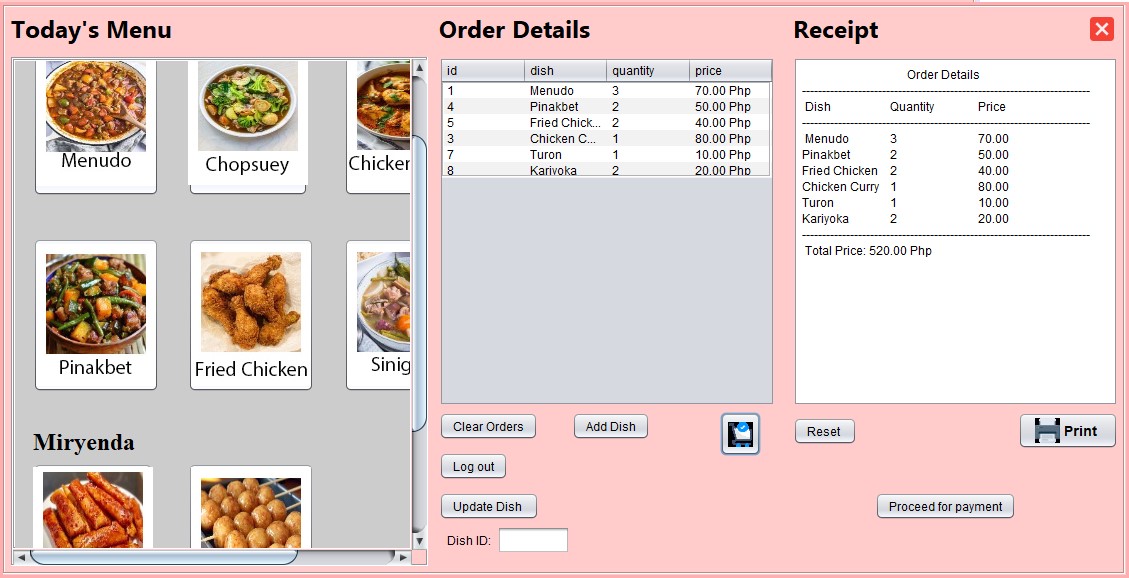 Today's Menu
Menudo
Chopsuey
Chicken
Pinakbet
Fried Chicken
Sinig
Miryenda
Order Details
id dish quantity price
1 Menudo 3 70.00 Php
4 Pinakbet 2 50.00 Php
5 Fried Chick... 2 40.00 Php
3 Chicken C... 1 80.00 Php
7 Turon 1 10.00 Php
8 Kariyoka 2 20.00 Php
Clear Orders
Add Dish
Log out
Update Dish
Dish ID:
Receipt
Order Details
Dish Quantity Price
Menudo 3 70.00
Pinakbet 2 50.00
Fried Chicken 2 40.00
Chicken Curry 1 80.00
Turon 1 10.00
Kariyoka 2 20.00
Total Price: 520.00 Php
Reset
Print
Proceed for payment